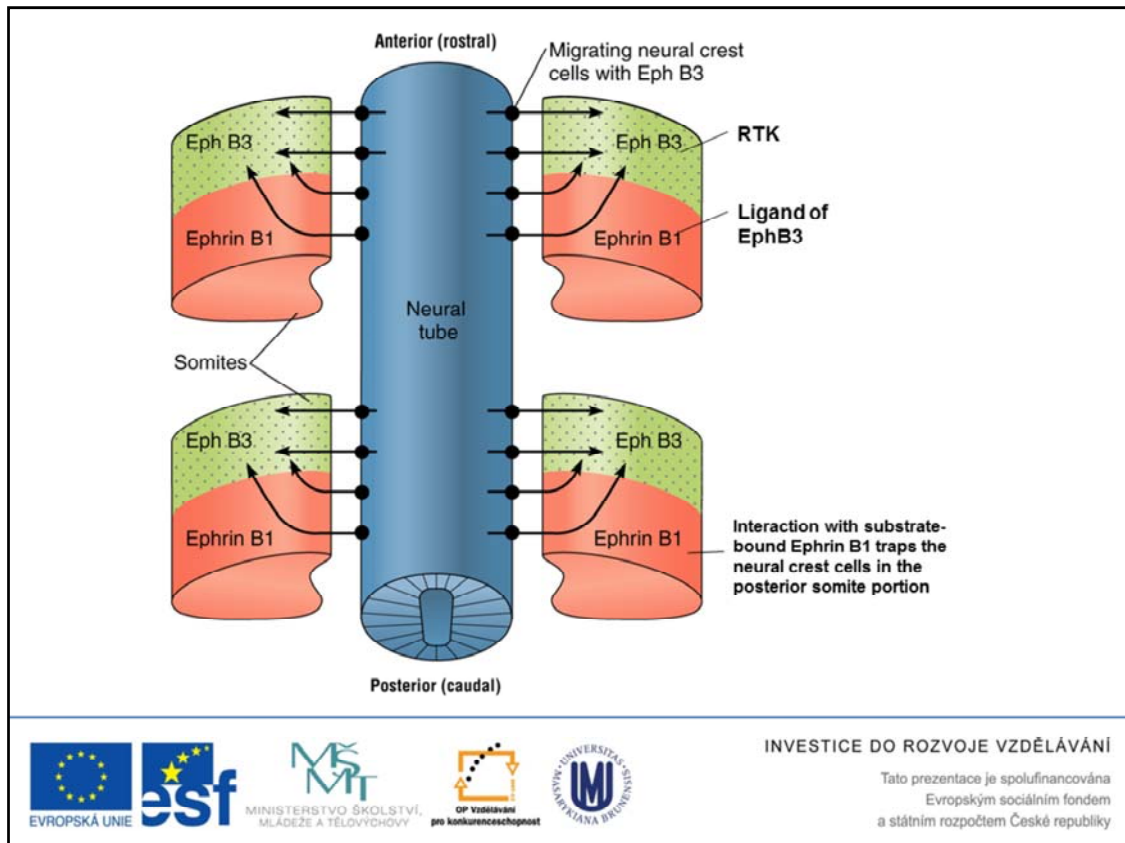 Anterior (rostral)
Migrating neural crest
cells with Eph B3
Eph B3
Eph B3
RTK
Ephrin B1
Ephrin B1
Ligand of
EphB3
Neural
tube
Somites
Eph B3
Eph B3
Ephrin B1
Ephrin B1
Interaction with substrate-
bound Ephrin B1 traps the
neural crest cells in the
posterior somite portion
Posterior (caudal)
EVROPSKÁ UNIE
esf
MŠMT
MINISTERSTVO ŠKOLSTVÍ,
MLÁDEŽE A TĚLOVÝCHOVY
OP Vzdělávání
pro konkurenceschopnost
UNIVERSITAS
MASARYKIANA BRUNENSIS
INVESTICE DO ROZVOJE VZDĚLÁVÁNÍ
Tato prezentace je spolufinancována
Evropským sociálním fondem
a státním rozpočtem České republiky